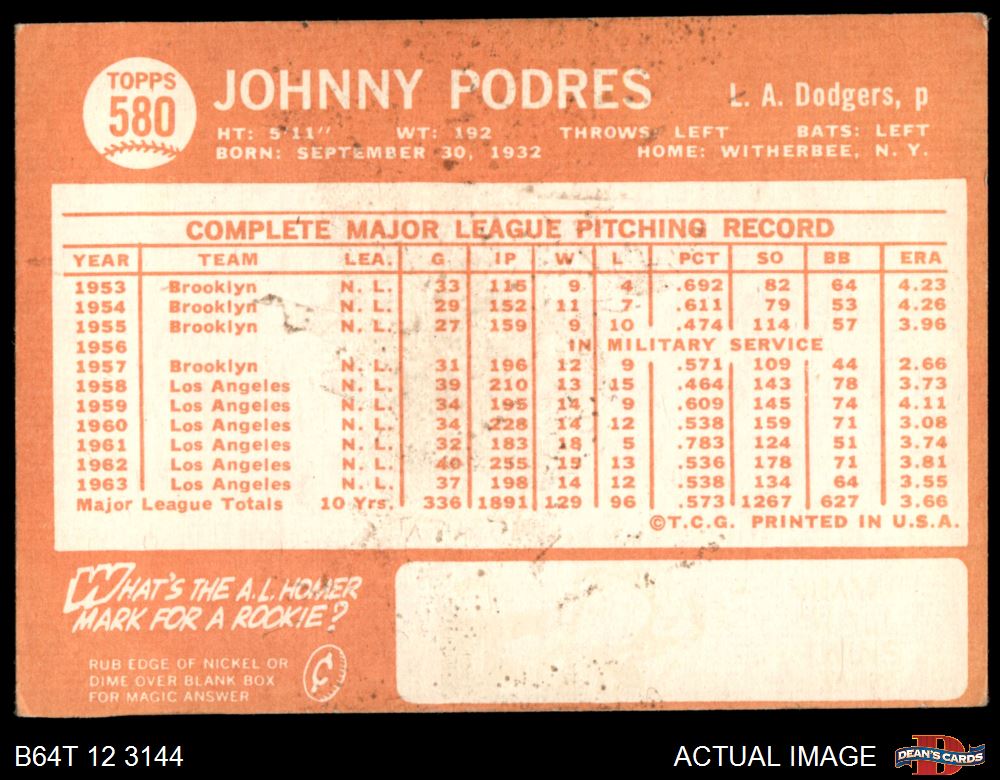 TOPPS
580
JOHNNY PODRES
L. A. Dodgers, p
HT: 5'11" WT: 192 THROWS: LEFT BATS: LEFT
BORN: SEPTEMBER 30, 1932 HOME: WITHERBEE, N. Y.
COMPLETE MAJOR LEAGUE PITCHING RECORD
YEAR TEAM LEA. G IP W L PCT SO BB ERA
1953 Brooklyn N. L. 33 115 9 4 .692 82 64 4.23
1954 Brooklyn N. L. 29 152 11 7 .611 79 53 4.26
1955 Brooklyn N. L. 27 159 9 10 .474 114 57 3.96
1956 IN MILITARY SERVICE
1957 Brooklyn N. L. 31 196 12 9 .571 109 44 2.66
1958 Los Angeles N. L. 39 210 13 15 .464 143 78 3.73
1959 Los Angeles N. L. 34 195 14 9 .609 145 74 4.11
1960 Los Angeles N. L. 34 228 14 12 .538 159 71 3.08
1961 Los Angeles N. L. 32 183 18 5 .783 124 51 3.74
1962 Los Angeles N. L. 40 255 15 13 .536 178 71 3.81
1963 Los Angeles N. L. 37 198 14 12 .538 134 64 3.55
Major League Totals 10 Yrs. 336 1891 129 96 .573 1267 627 3.66
©T.C.G. PRINTED IN U.S.A.
WHAT'S THE A.L. HOMER
MARK FOR A ROOKIE?
RUB EDGE OF NICKEL OR
DIME OVER BLANK BOX
FOR MAGIC ANSWER
B64T 12 3144
ACTUAL IMAGE
DEAN'S CARDS